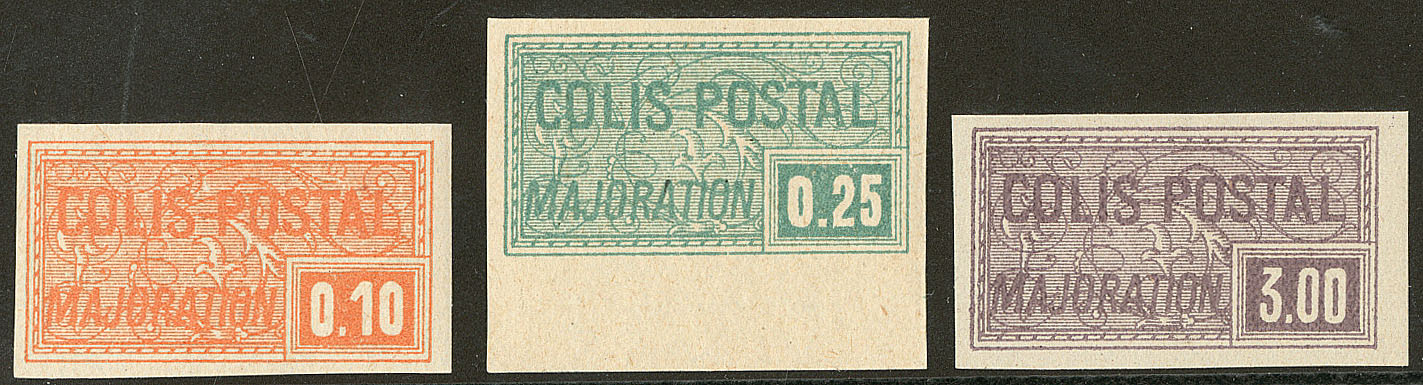 COLIS POSTAL
MAJORATION
0.10
COLIS POSTAL
MAJORATION
0.25
COLIS POSTAL
MAJORATION
3.00